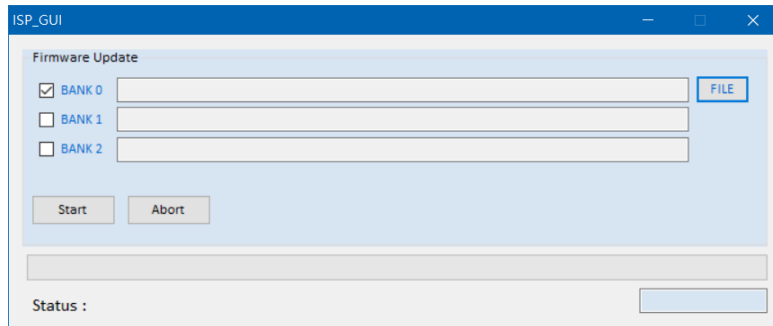 ISP_GUI
Firmware Update
BANK 0
FILE
BANK 1
BANK 2
Start
Abort
Status :